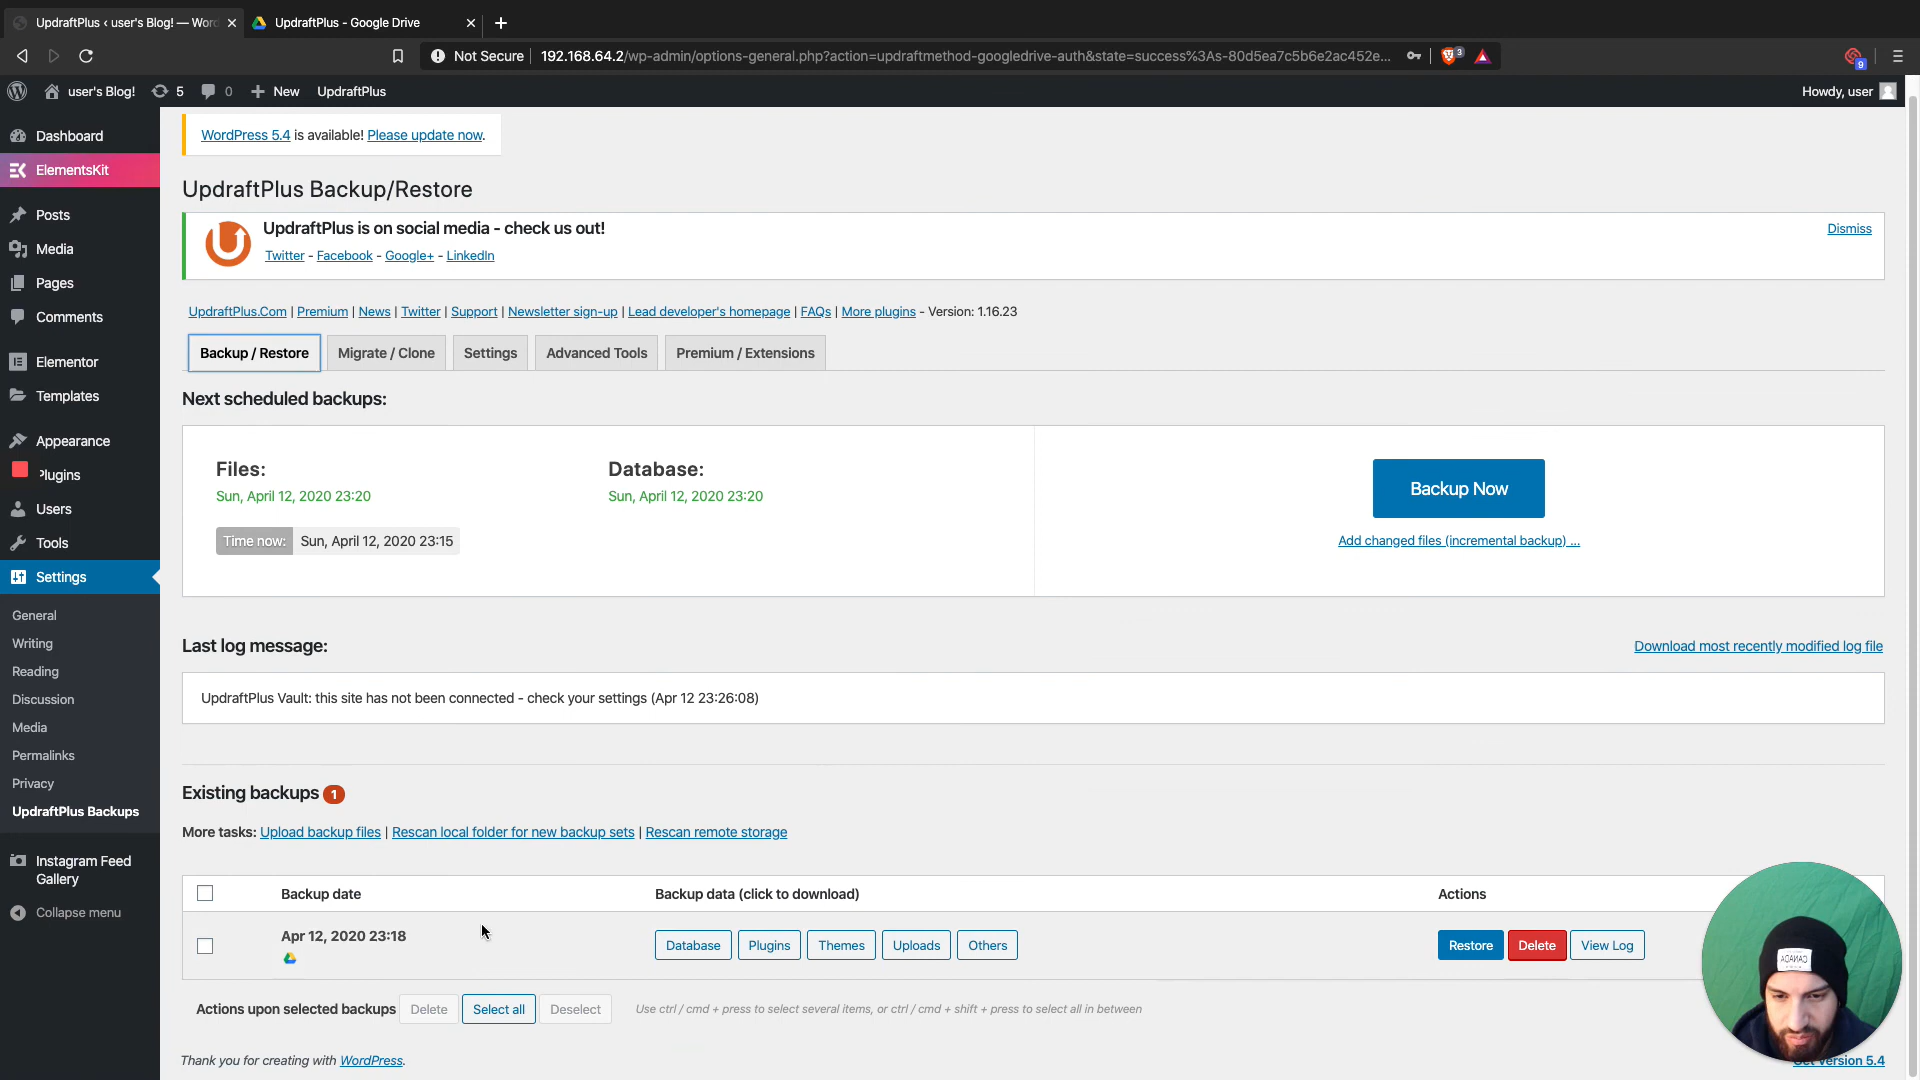 UpdraftPlus ‹ user's Blog! — Word
UpdraftPlus - Google Drive
Not Secure
192.168.64.2/wp-admin/options-general.php?action=updraftmethod-googledrive-auth&state=success%3As-80d5ea7c5b6e2ac452e...
3
9
user's Blog!
5
0
New
UpdraftPlus
Howdy, user
Dashboard
ElementsKit
Posts
Media
Pages
Comments
Elementor
Templates
Appearance
Plugins
Users
Tools
Settings
General
Writing
Reading
Discussion
Media
Permalinks
Privacy
UpdraftPlus Backups
Instagram Feed
Gallery
Collapse menu
WordPress 5.4 is available! Please update now.
UpdraftPlus Backup/Restore
UpdraftPlus is on social media - check us out!
Dismiss
Twitter - Facebook - Google+ - LinkedIn
UpdraftPlus.Com | Premium | News | Twitter | Support | Newsletter sign-up | Lead developer's homepage | FAQs | More plugins - Version: 1.16.23
Backup / Restore
Migrate / Clone
Settings
Advanced Tools
Premium / Extensions
Next scheduled backups:
Files:
Sun, April 12, 2020 23:20
Database:
Sun, April 12, 2020 23:20
Time now: Sun, April 12, 2020 23:15
Backup Now
Add changed files (incremental backup) ...
Last log message:
Download most recently modified log file
UpdraftPlus Vault: this site has not been connected - check your settings (Apr 12 23:26:08)
Existing backups 1
More tasks: Upload backup files | Rescan local folder for new backup sets | Rescan remote storage
Backup date
Backup data (click to download)
Actions
Apr 12, 2020 23:18
Database
Plugins
Themes
Uploads
Others
Restore
Delete
View Log
Actions upon selected backups
Delete
Select all
Deselect
Use ctrl / cmd + press to select several items, or ctrl / cmd + shift + press to select all in between
Thank you for creating with WordPress.
Get Version 5.4